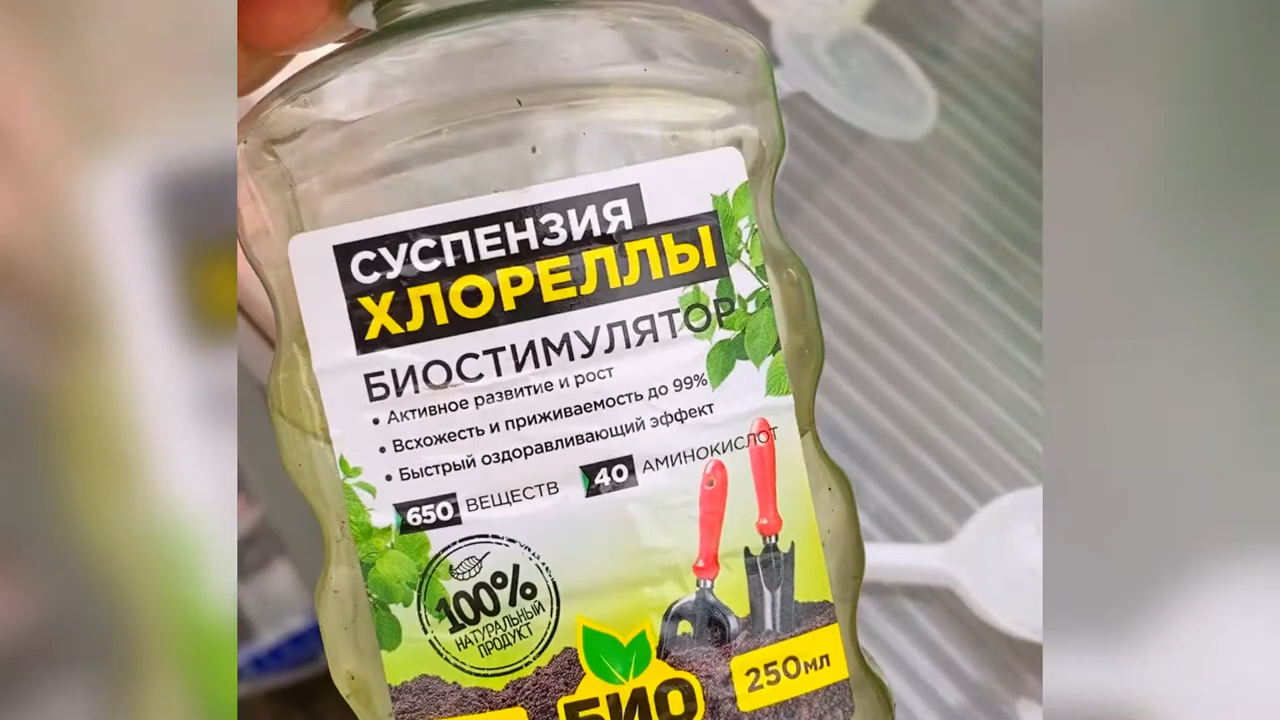 СУСПЕНЗИЯ
ХЛОРЕЛЛЫ
БИОСТИМУЛЯТОР
• Активное развитие и рост
• Всхожесть и приживаемость до 99%
• Быстрый оздоравливающий эффект
650 ВЕЩЕСТВ 40 АМИНОКИСЛОТ
100%
НАТУРАЛЬНЫЙ
ПРОДУКТ
250мл
БИО